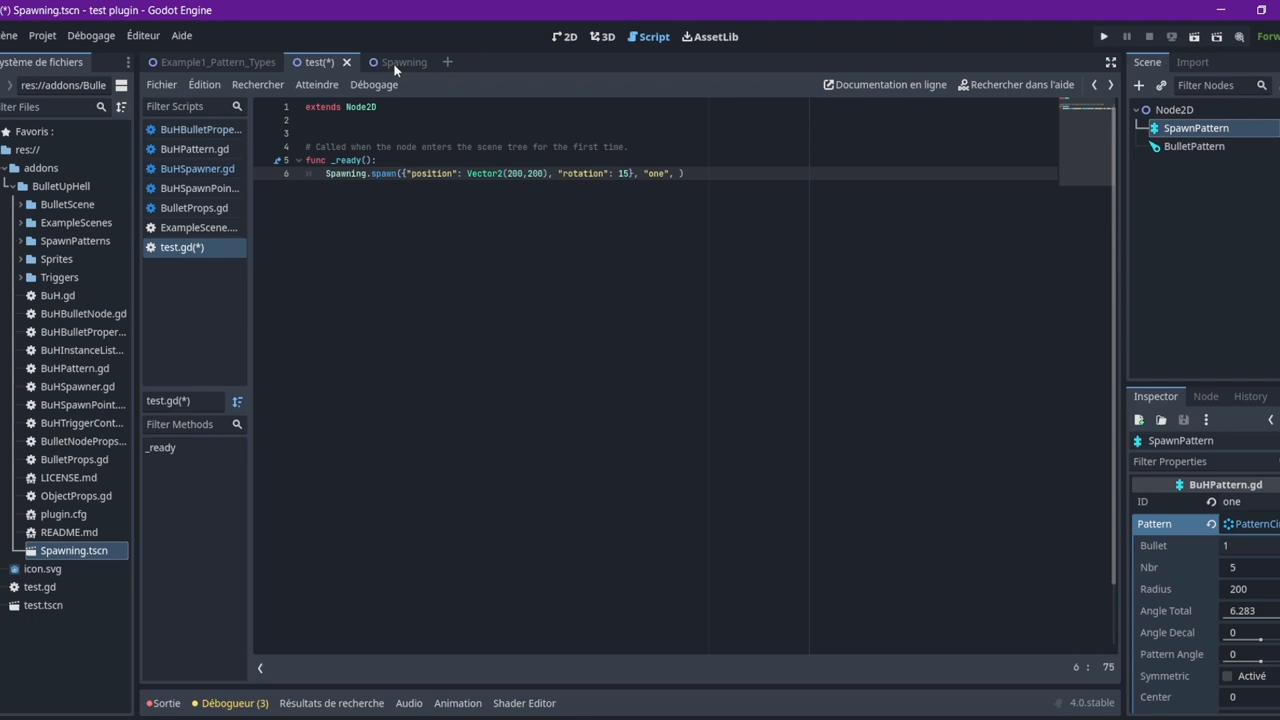 (*) Spawning.tscn - test plugin - Godot Engine
ène Projet Débogage Éditeur Aide
2D 3D Script AssetLib
Forw
ystème de fichiers
res://addons/Bulle
lter Files
Favoris :
res://
addons
BulletUpHell
BulletScene
ExampleScenes
SpawnPatterns
Sprites
Triggers
BuH.gd
BuHBulletNode.gd
BuHBulletProper...
BuHInstanceList...
BuHPattern.gd
BuHSpawner.gd
BuHSpawnPoint....
BuHTriggerCont...
BulletNodeProps...
BulletProps.gd
LICENSE.md
ObjectProps.gd
plugin.cfg
README.md
Spawning.tscn
icon.svg
test.gd
test.tscn
Example1_Pattern_Types test(*) Spawning
Fichier Édition Rechercher Atteindre Débogage
Documentation en ligne Rechercher dans l'aide
Filter Scripts
BuHBulletPrope...
BuHPattern.gd
BuHSpawner.gd
BuHSpawnPoin...
BulletProps.gd
ExampleScene....
test.gd(*)
test.gd(*)
Filter Methods
_ready
1 extends Node2D
2
3
4 # Called when the node enters the scene tree for the first time.
5 func _ready():
6 Spawning.spawn({"position": Vector2(200,200), "rotation": 15}, "one", )
6 : 75
Sortie Débogueur (3) Résultats de recherche Audio Animation Shader Editor
4.0.stable
Scene Import
Filter Nodes
Node2D
SpawnPattern
BulletPattern
Inspector Node History
SpawnPattern
Filter Properties
BuHPattern.gd
ID one
Pattern PatternCi
Bullet 1
Nbr 5
Radius 200
Angle Total 6.283
Angle Decal 0
Pattern Angle 0
Symmetric Activé
Center 0